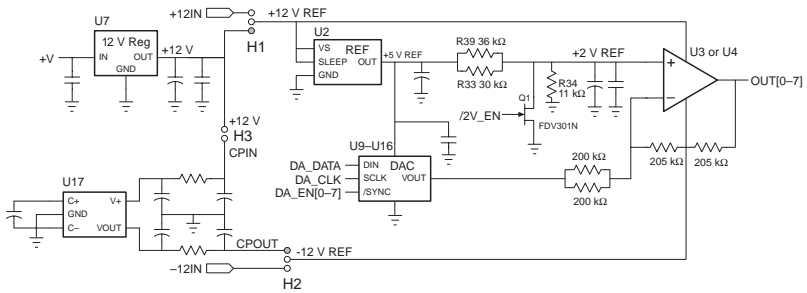 U7
+12IN
+12 V REF
12 V Reg
+V
IN
OUT
GND
+12 V
H1
U2
VS
REF
SLEEP
OUT
GND
+5 V REF
R39 36 kΩ
R33 30 kΩ
+2 V REF
R34
11 kΩ
Q1
/2V_EN
FDV301N
U3 or U4
+
−
OUT[0–7]
205 kΩ
205 kΩ
+12 V
H3
CPIN
U9–U16
DA_DATA
DIN
DAC
DA_CLK
SCLK
VOUT
DA_EN[0–7]
/SYNC
200 kΩ
200 kΩ
U17
C+
V+
GND
C–
VOUT
CPOUT
-12 V REF
–12IN
H2